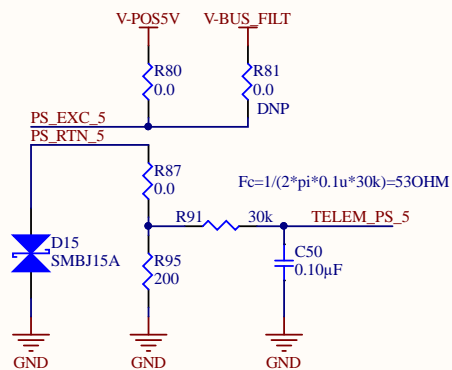 V-POS5V
V-BUS_FILT
R80
0.0
R81
0.0
DNP
PS_EXC_5
PS_RTN_5
R87
0.0
Fc=1/(2*pi*0.1u*30k)=53OHM
R91
30k
TELEM_PS_5
D15
SMBJ15A
R95
200
C50
0.10µF
GND
GND
GND